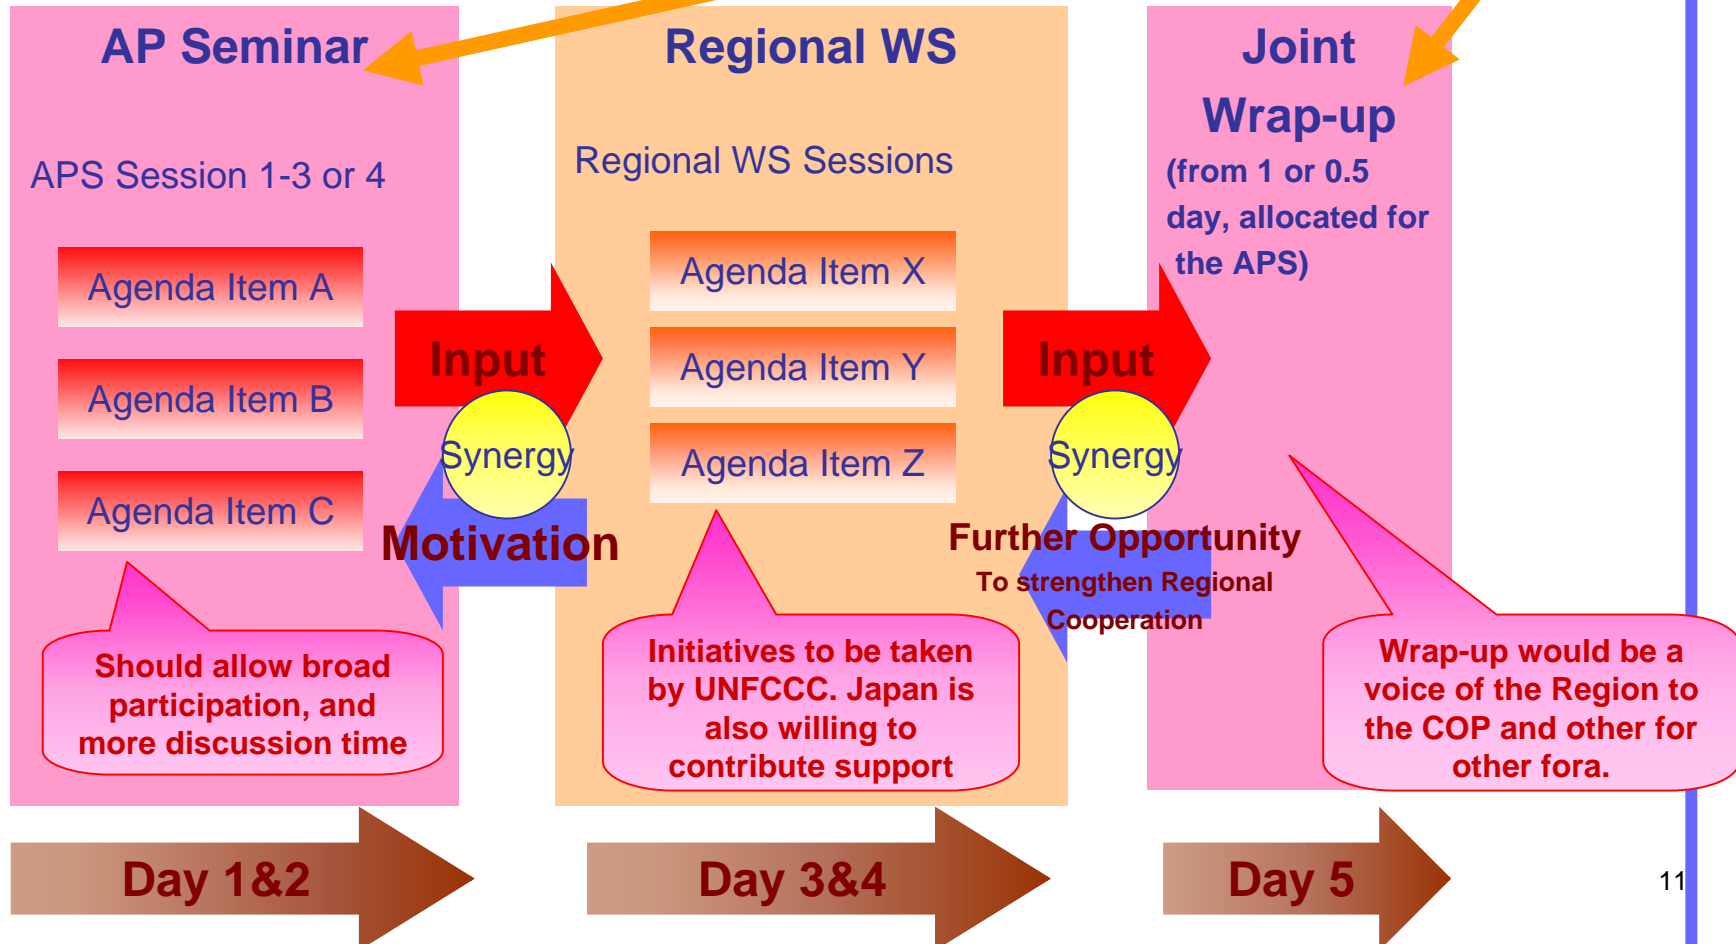 AP Seminar
APS Session 1-3 or 4
Agenda Item A
Agenda Item B
Agenda Item C
Should allow broad
participation, and
more discussion time
Input
Synergy
Motivation
Regional WS
Regional WS Sessions
Agenda Item X
Agenda Item Y
Agenda Item Z
Initiatives to be taken
by UNFCCC. Japan is
also willing to
contribute support
Input
Synergy
Further Opportunity
To strengthen Regional
Cooperation
Joint
Wrap-up
(from 1 or 0.5
day, allocated for
the APS)
Wrap-up would be a
voice of the Region to
the COP and other for
other fora.
Day 1&2
Day 3&4
Day 5
11